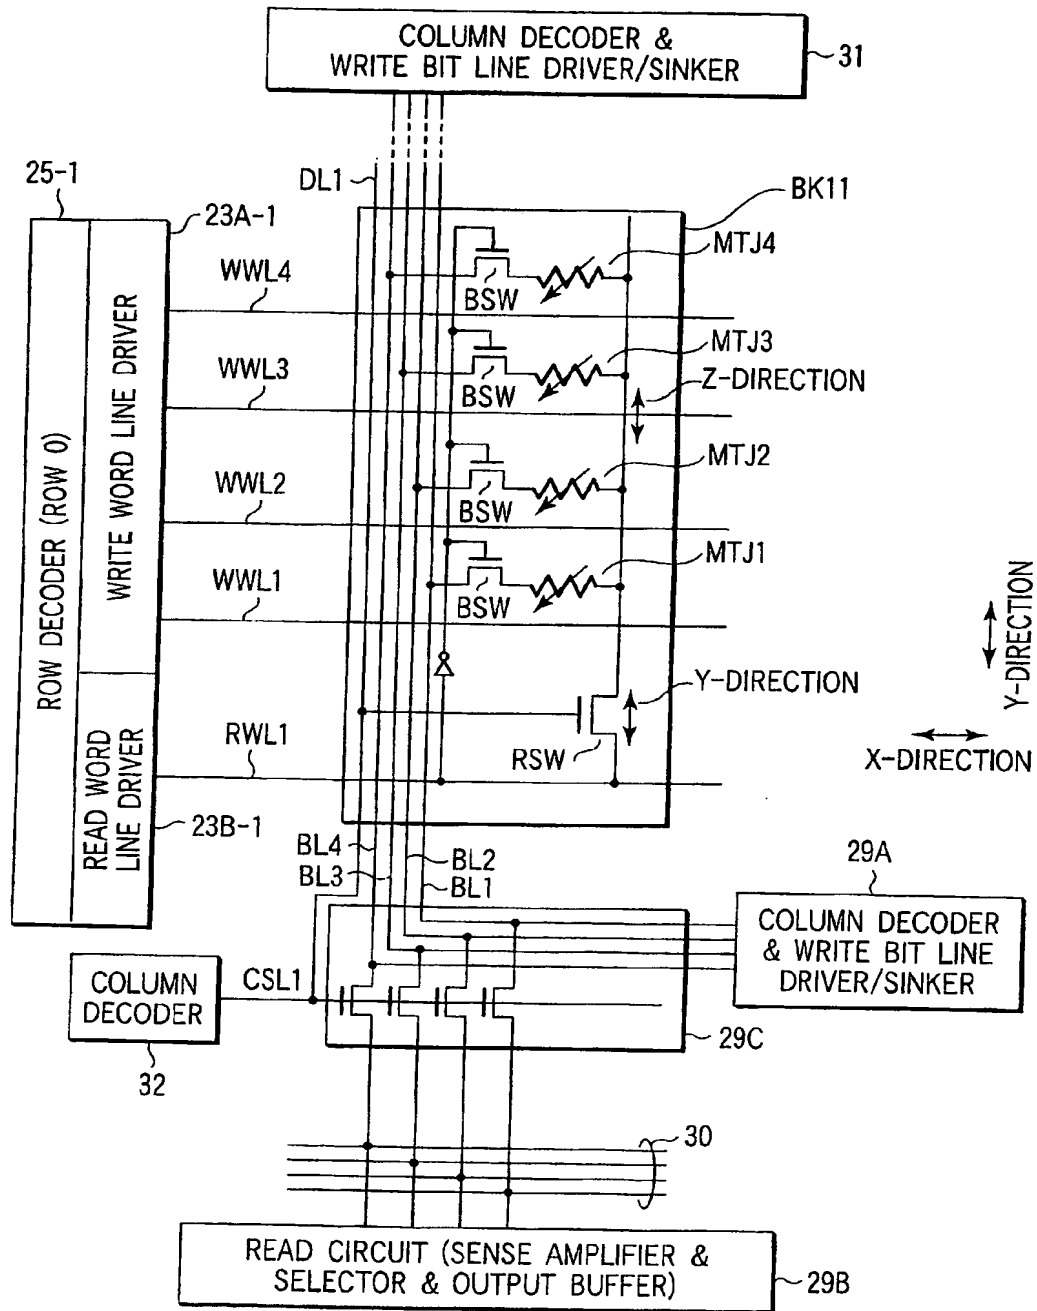 COLUMN DECODER &
WRITE BIT LINE DRIVER/SINKER
31
25-1
23A-1
DL1
BK11
MTJ4
WWL4
BSW
MTJ3
WWL3
BSW
Z-DIRECTION
MTJ2
WWL2
BSW
MTJ1
WWL1
BSW
ROW DECODER (ROW 0)
WRITE WORD LINE DRIVER
READ WORD
LINE DRIVER
Y-DIRECTION
Y-DIRECTION
X-DIRECTION
RWL1
RSW
23B-1
BL4
BL3
BL2
BL1
29A
COLUMN DECODER
& WRITE BIT LINE
DRIVER/SINKER
COLUMN
DECODER
CSL1
32
29C
30
READ CIRCUIT (SENSE AMPLIFIER &
SELECTOR & OUTPUT BUFFER)
29B